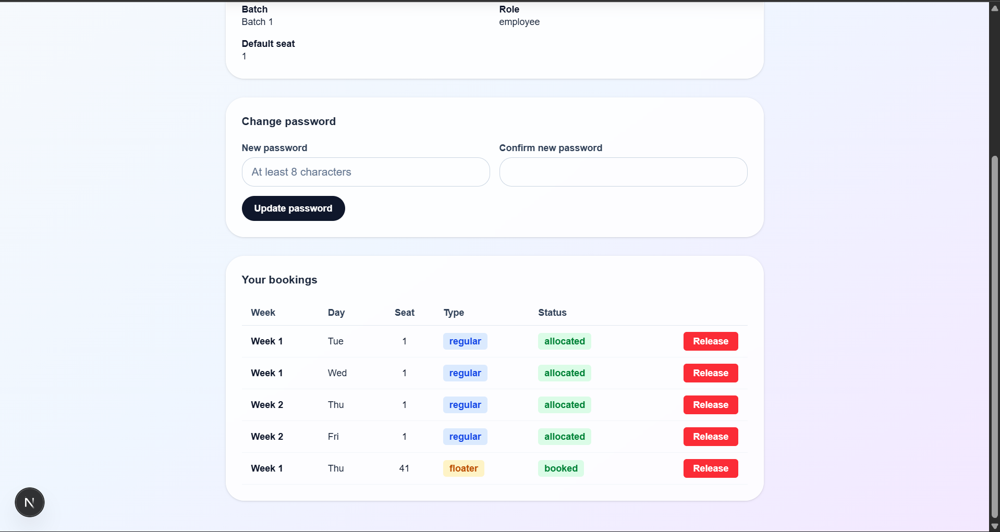 Batch Role
Batch 1 employee
Default seat
1
Change password
New password Confirm new password
At least 8 characters
Update password
Your bookings
Week Day Seat Type Status
Week 1 Tue 1 regular allocated Release
Week 1 Wed 1 regular allocated Release
Week 2 Thu 1 regular allocated Release
Week 2 Fri 1 regular allocated Release
Week 1 Thu 41 floater booked Release
N